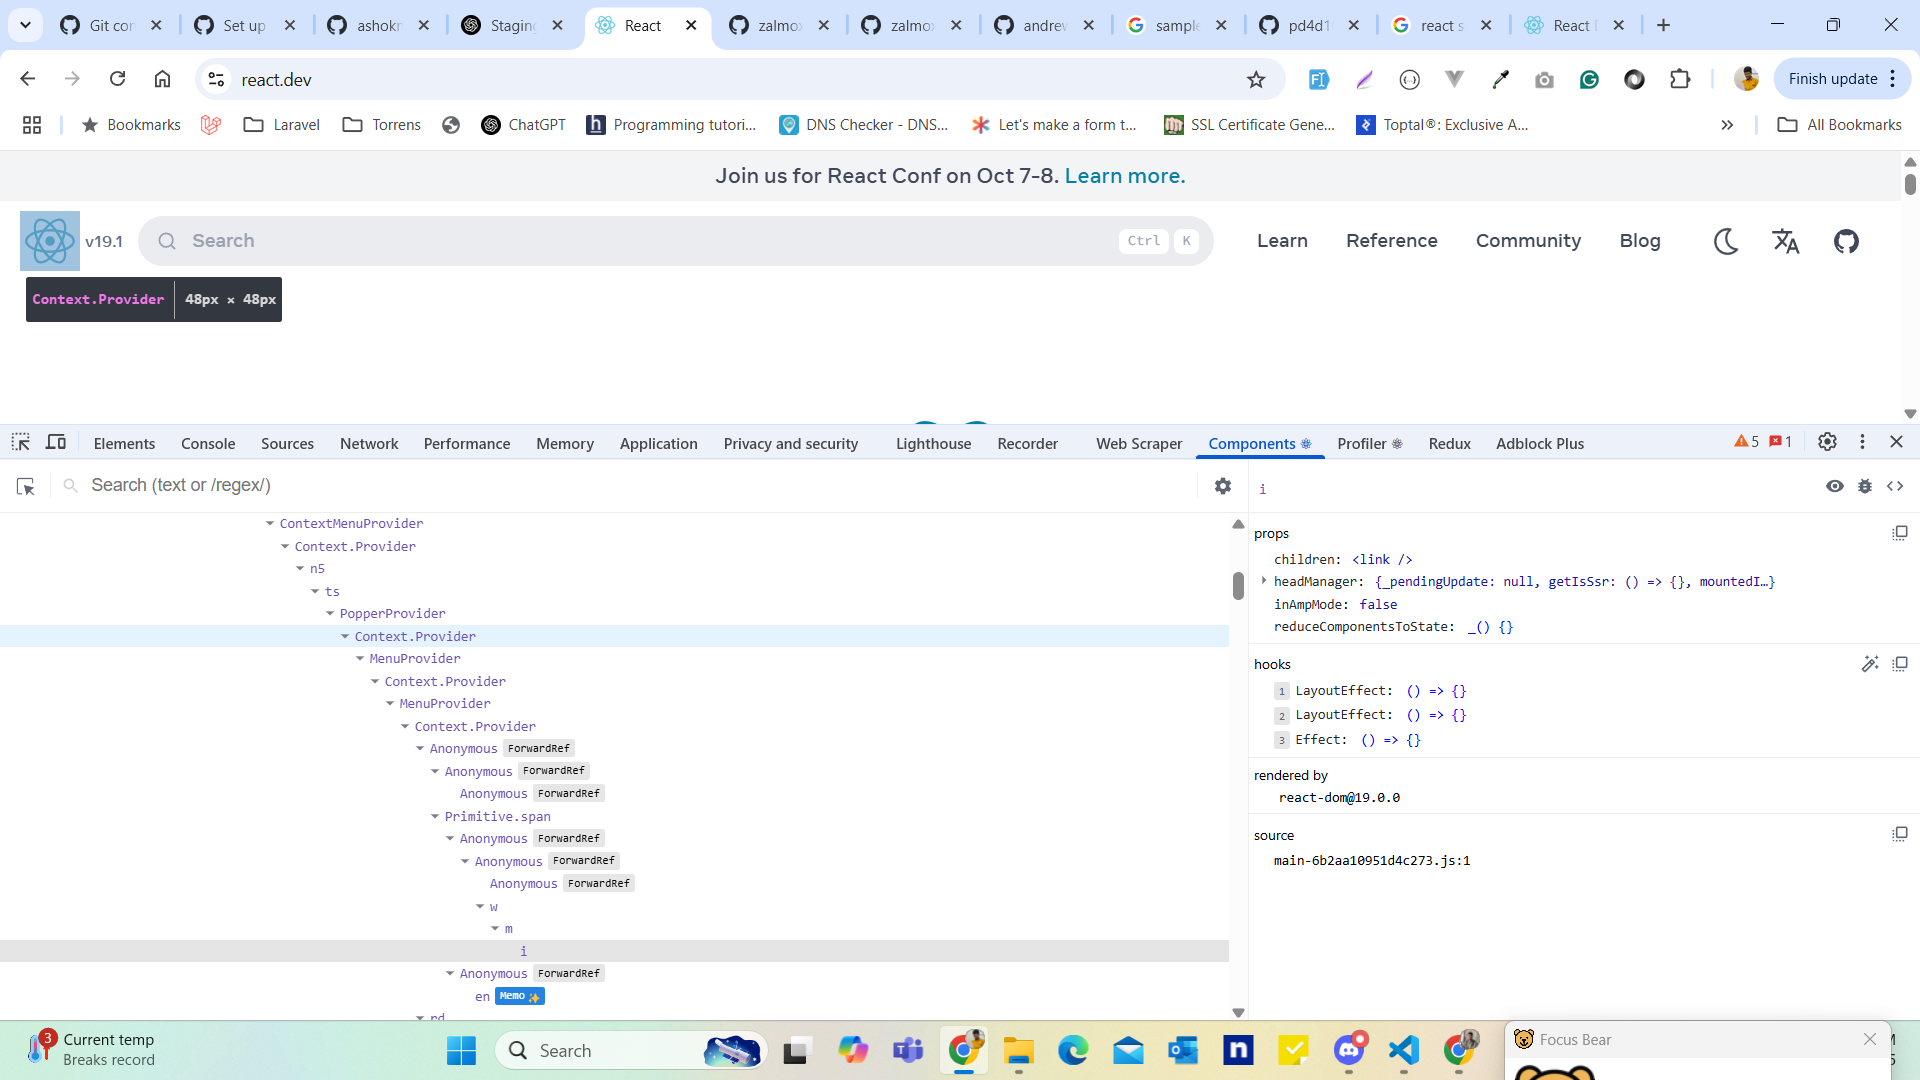 Git con
Set up
ashokr
Staging
React
zalmox
zalmox
andrew
sample
pd4d1
react s
React D
react.dev
Finish update
Bookmarks
Laravel
Torrens
ChatGPT
Programming tutori...
DNS Checker - DNS...
Let's make a form t...
SSL Certificate Gene...
Toptal®: Exclusive A...
All Bookmarks
Join us for React Conf on Oct 7-8. Learn more.
v19.1
Search
Ctrl K
Learn
Reference
Community
Blog
Context.Provider 48px × 48px
Elements
Console
Sources
Network
Performance
Memory
Application
Privacy and security
Lighthouse
Recorder
Web Scraper
Components
Profiler
Redux
Adblock Plus
5
1
Search (text or /regex/)
ContextMenuProvider
Context.Provider
n5
ts
PopperProvider
Context.Provider
MenuProvider
Context.Provider
MenuProvider
Context.Provider
Anonymous ForwardRef
Anonymous ForwardRef
Anonymous ForwardRef
Primitive.span
Anonymous ForwardRef
Anonymous ForwardRef
Anonymous ForwardRef
w
m
i
Anonymous ForwardRef
en Memo
rd
i
props
children: <link />
headManager: {_pendingUpdate: null, getIsSsr: () => {}, mountedI…}
inAmpMode: false
reduceComponentsToState: _() {}
hooks
1 LayoutEffect: () => {}
2 LayoutEffect: () => {}
3 Effect: () => {}
rendered by
react-dom@19.0.0
source
main-6b2aa10951d4c273.js:1
3
Current temp
Breaks record
Search
Focus Bear